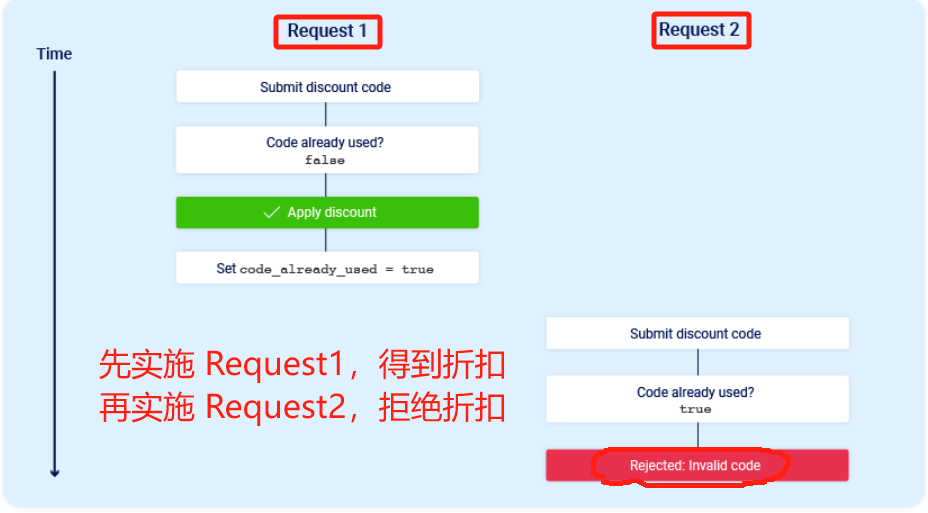 Request 1
Request 2
Time
Submit discount code
Code already used?
false
Apply discount
Set code_already_used = true
Submit discount code
Code already used?
true
Rejected: Invalid code
先实施 Request1，得到折扣
再实施 Request2，拒绝折扣